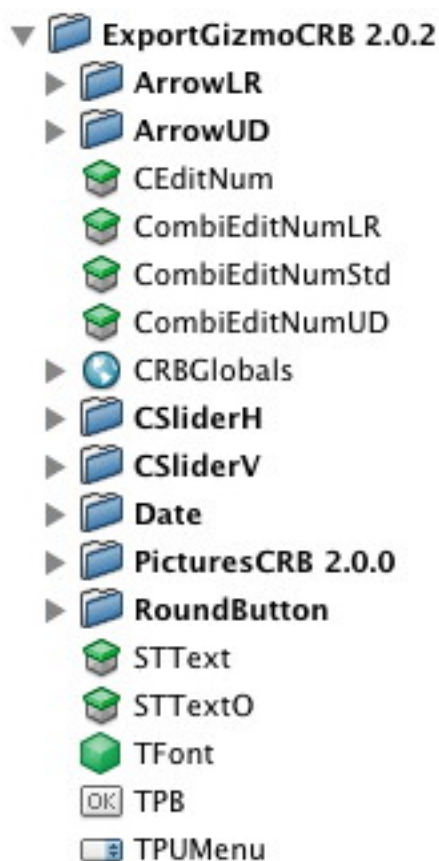 ExportGizmoCRB 2.0.2
ArrowLR
ArrowUD
CEditNum
CombiEditNumLR
CombiEditNumStd
CombiEditNumUD
CRBGlobals
CSliderH
CSliderV
Date
PicturesCRB 2.0.0
RoundButton
STText
STTextO
TFont
OK TPB
TPUMenu